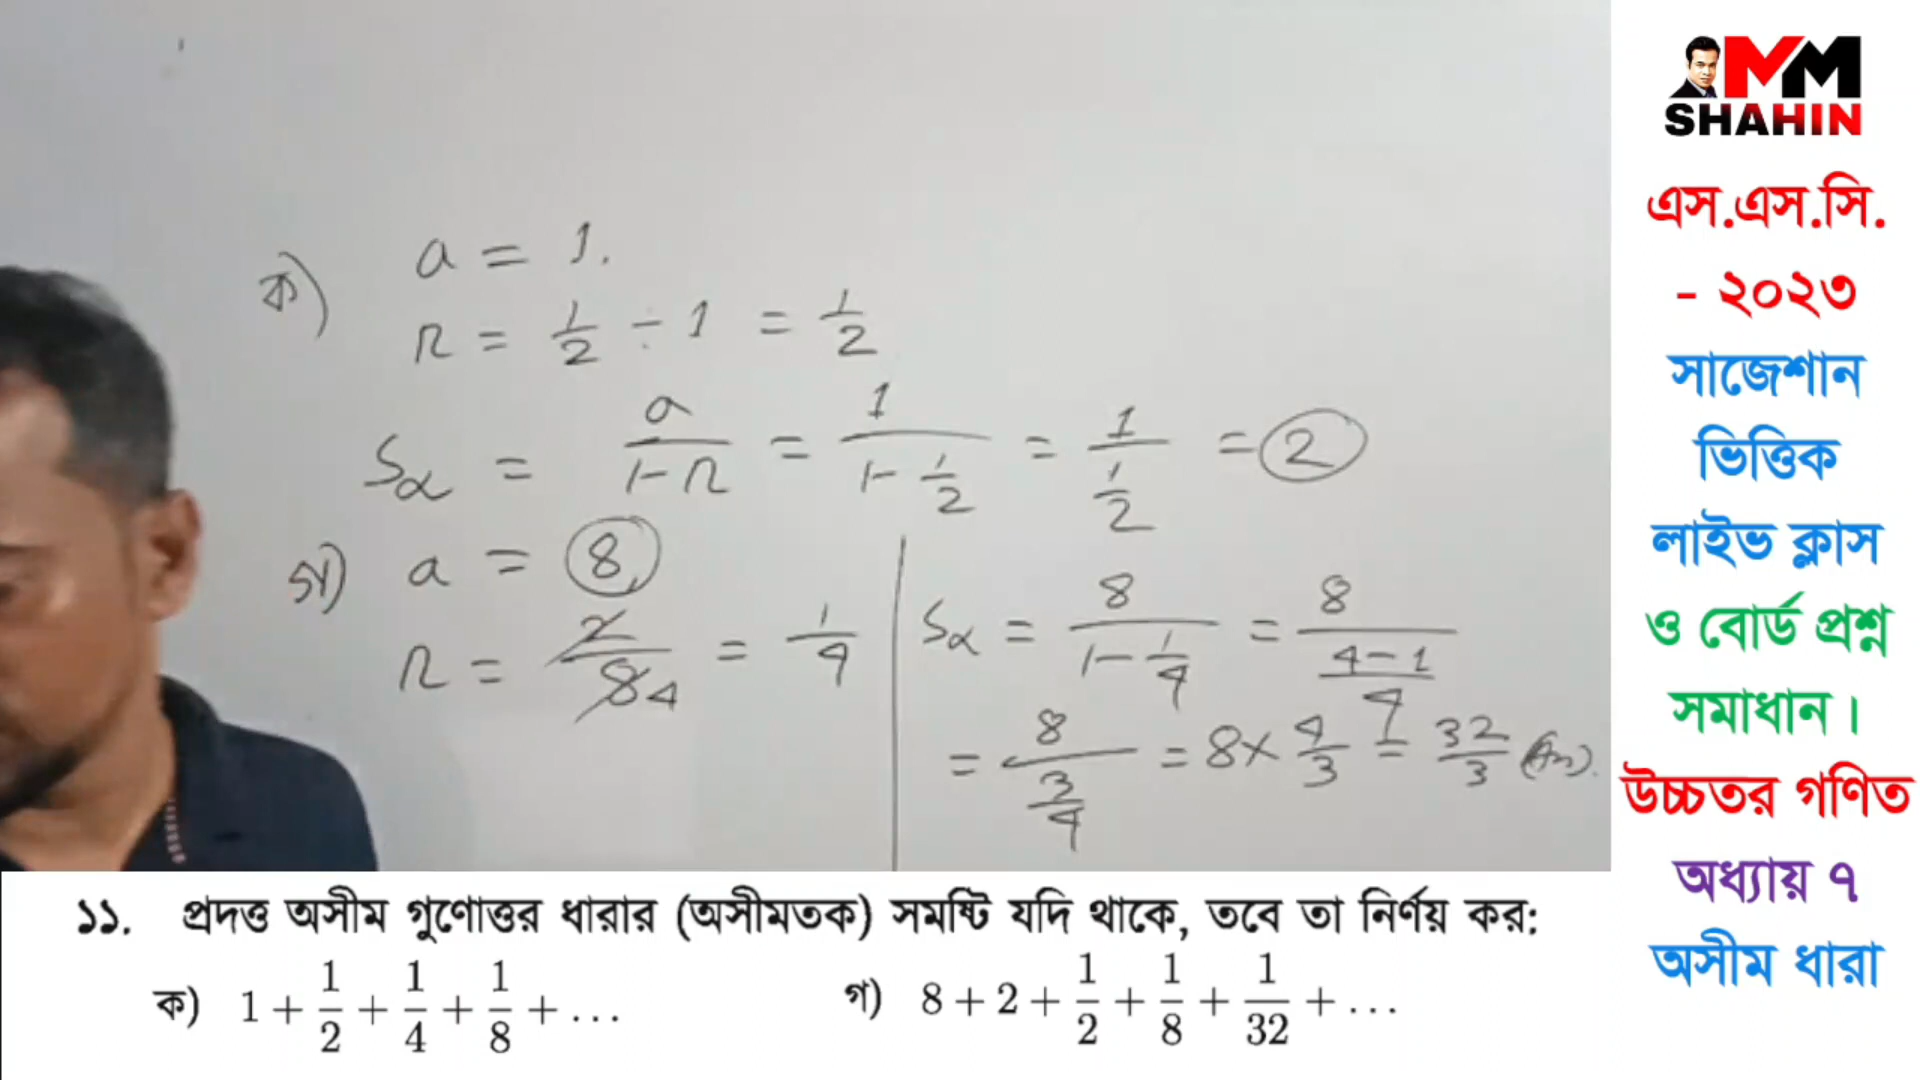 ক) a = 1.
r = 1/2 ÷ 1 = 1/2
S∝ = a/(1-r) = 1/(1-1/2) = 1/(1/2) = 2
গ) a = 8,
r = 2/8 4 = 1/4
S∝ = 8/(1-1/4) = 8/((4-1)/4)
= 8/(3/4) = 8×4/3 = 32/3 (Ans).
১১. প্রদত্ত অসীম গুণোত্তর ধারার (অসীমতক) সমষ্টি যদি থাকে, তবে তা নির্ণয় কর:
ক) 1 + 1/2 + 1/4 + 1/8 + ...
গ) 8 + 2 + 1/2 + 1/8 + 1/32 + ...
MM
SHAHIN
এস.এস.সি.
- ২০২৩
সাজেশান
ভিত্তিক
লাইভ ক্লাস
ও বোর্ড প্রশ্ন
সমাধান।
উচ্চতর গণিত
অধ্যায় ৭
অসীম ধারা